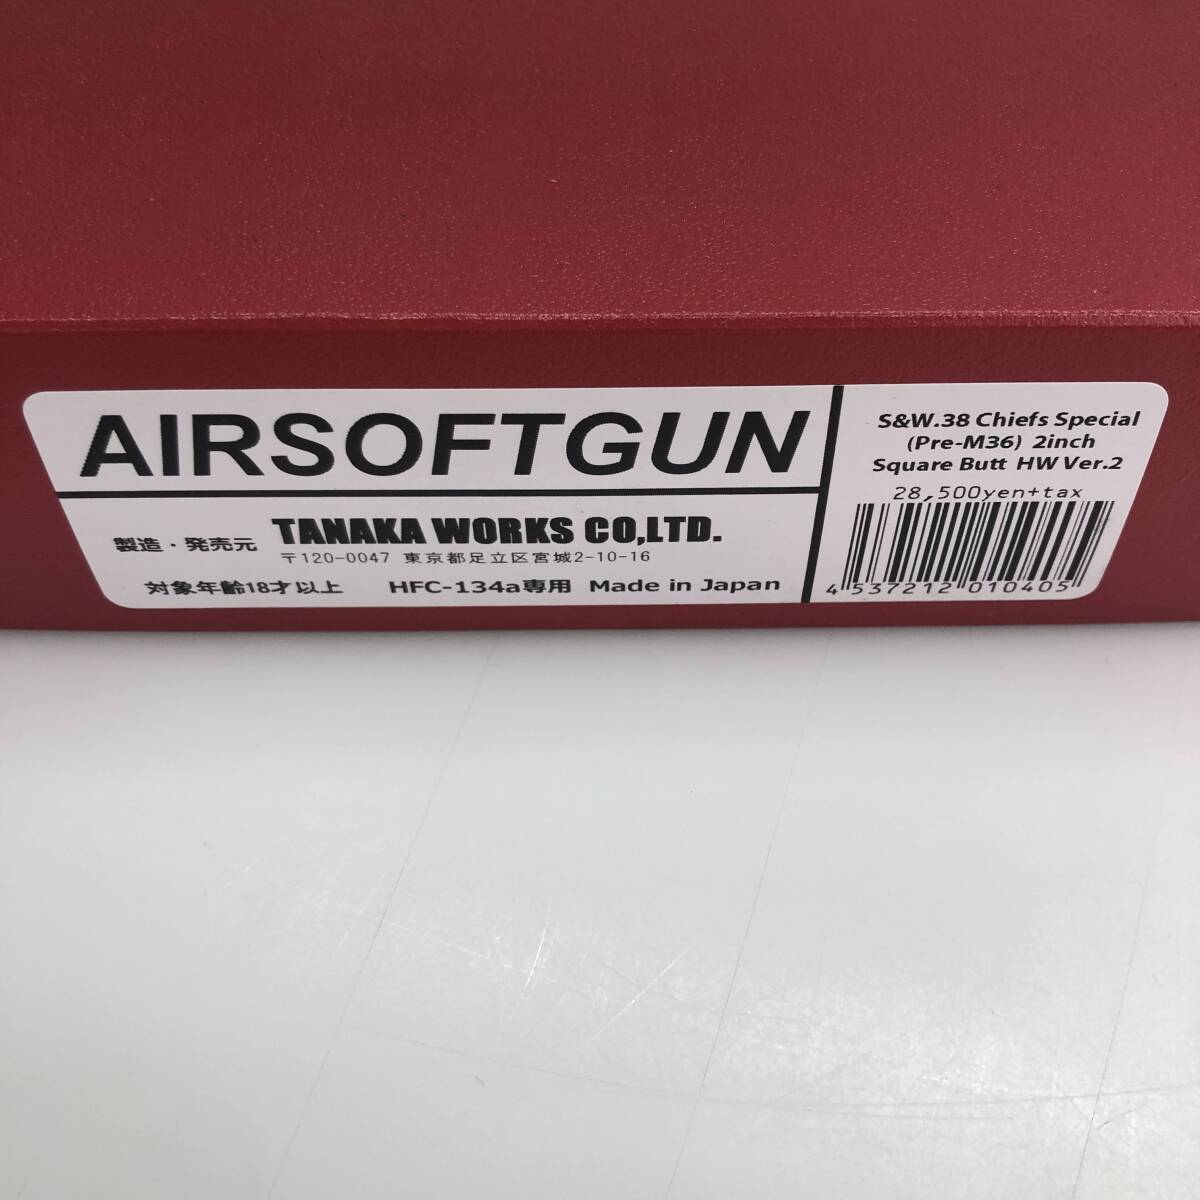 AIRSOFTGUN
製造・発売元 TANAKA WORKS CO,LTD.
〒120-0047 東京都足立区宮城2-10-16
対象年齢18才以上 HFC-134a専用 Made in Japan
S&W.38 Chiefs Special
(Pre-M36) 2inch
Square Butt HW Ver.2
28,500yen+tax
4 537212 010405